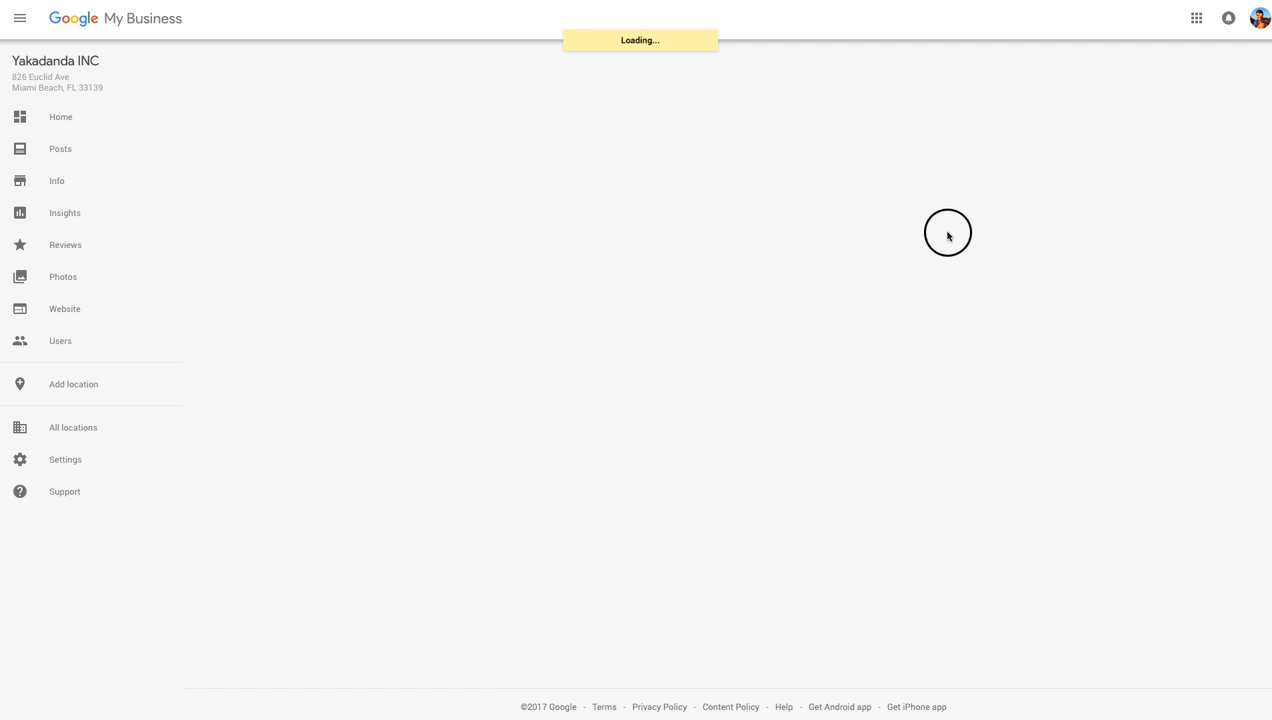 Google My Business
Loading...
Yakadanda INC
826 Euclid Ave
Miami Beach, FL 33139
Home
Posts
Info
Insights
Reviews
Photos
Website
Users
Add location
All locations
Settings
Support
©2017 Google - Terms - Privacy Policy - Content Policy - Help - Get Android app - Get iPhone app